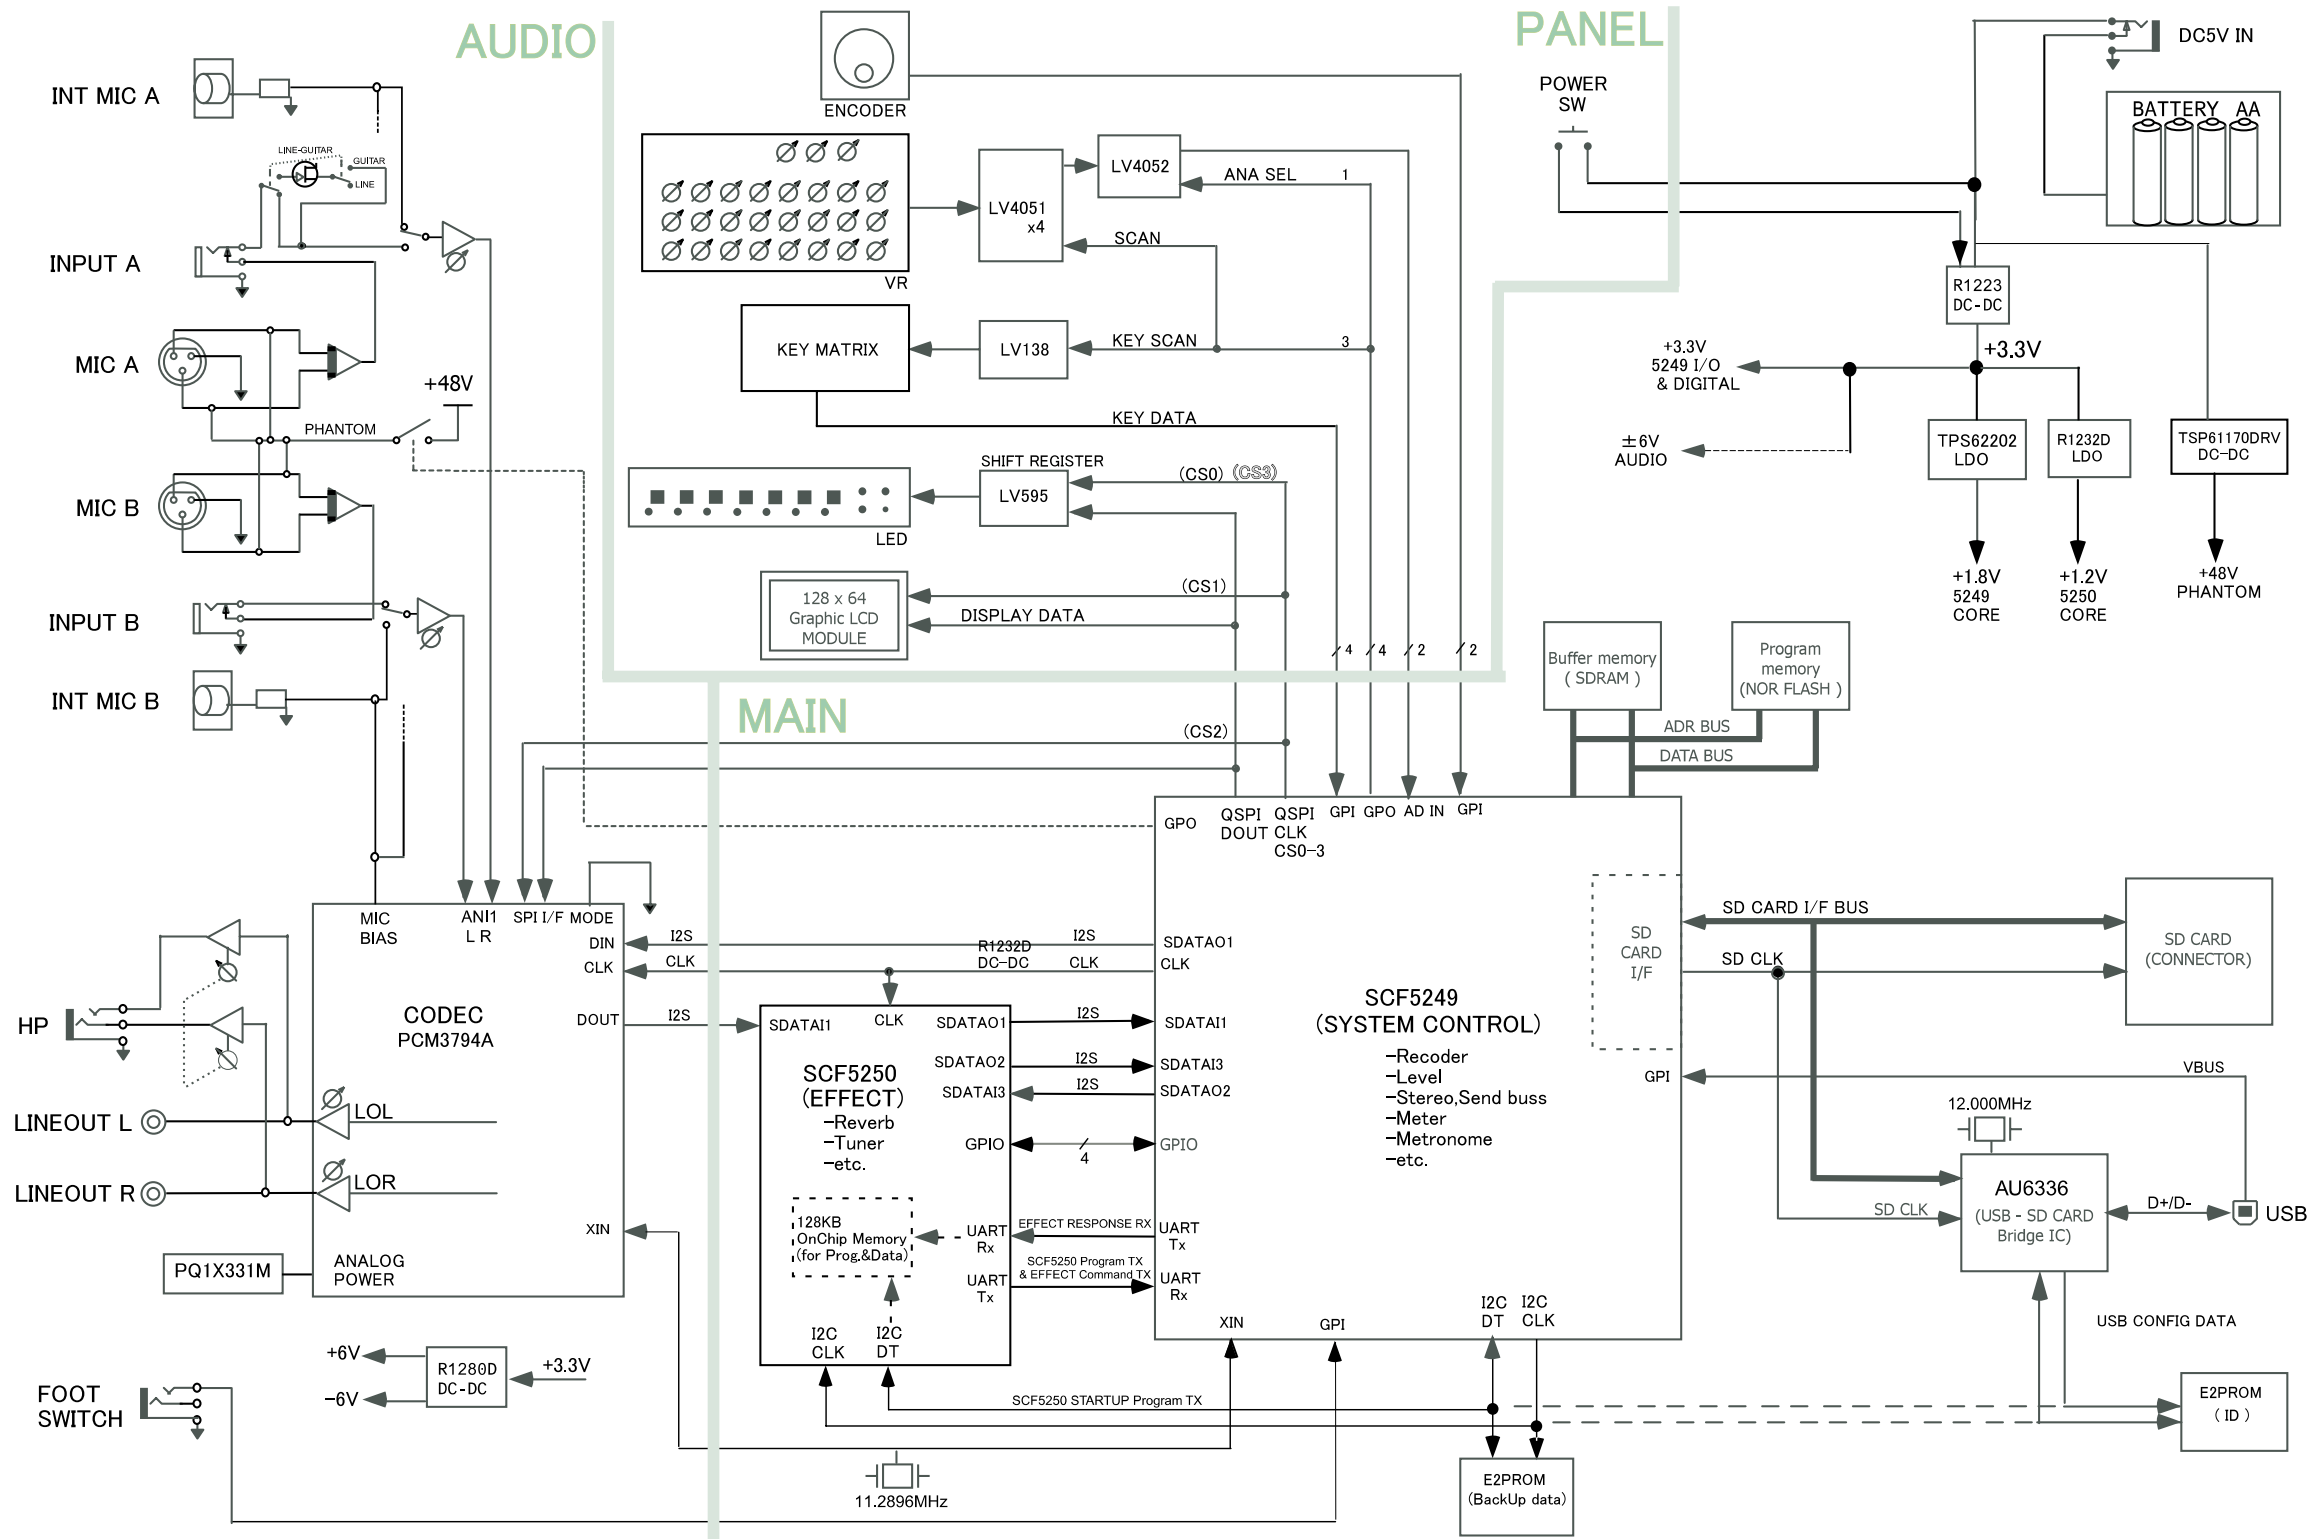 AUDIO
PANEL
MAIN
INT MIC A
LINE-GUITAR
GUITAR
LINE
INPUT A
MIC A
+48V
PHANTOM
MIC B
INPUT B
INT MIC B
ENCODER
VR
LV4051
x4
LV4052
ANA SEL
1
SCAN
KEY MATRIX
LV138
KEY SCAN
3
KEY DATA
SHIFT REGISTER
LV595
(CS0)
(CS3)
LED
128 x 64
Graphic LCD
MODULE
(CS1)
DISPLAY DATA
4
4
2
2
(CS2)
POWER
SW
DC5V IN
BATTERY AA
R1223
DC-DC
+3.3V
5249 I/O
& DIGITAL
+3.3V
±6V
AUDIO
TPS62202
LDO
R1232D
LDO
TSP61170DRV
DC-DC
+1.8V
5249
CORE
+1.2V
5250
CORE
+48V
PHANTOM
Buffer memory
( SDRAM )
Program
memory
(NOR FLASH )
ADR BUS
DATA BUS
GPO
QSPI
DOUT
QSPI
CLK
CS0-3
GPI
GPO
AD IN
GPI
MIC
BIAS
ANI1
L R
SPI I/F
MODE
DIN
CLK
DOUT
XIN
CODEC
PCM3794A
LOL
LOR
ANALOG
POWER
HP
LINEOUT L
LINEOUT R
PQ1X331M
+6V
-6V
R1280D
DC-DC
+3.3V
FOOT
SWITCH
I2S
CLK
I2S
R1232D
DC-DC
I2S
CLK
SDATAI1
CLK
SDATAO1
SDATAO2
SDATAI3
GPIO
SCF5250
(EFFECT)
-Reverb
-Tuner
-etc.
128KB
OnChip Memory
(for Prog.&Data)
UART
Rx
UART
Tx
I2C
CLK
I2C
DT
I2S
I2S
I2S
4
EFFECT RESPONSE RX
SCF5250 Program TX
& EFFECT Command TX
SDATAO1
CLK
SDATAI1
SDATAI3
SDATAO2
GPIO
UART
Tx
UART
Rx
XIN
GPI
I2C
DT
I2C
CLK
SCF5249
(SYSTEM CONTROL)
-Recoder
-Level
-Stereo,Send buss
-Meter
-Metronome
-etc.
SD
CARD
I/F
GPI
SD CARD I/F BUS
SD CLK
SD CARD
(CONNECTOR)
VBUS
12.000MHz
AU6336
(USB - SD CARD
Bridge IC)
SD CLK
D+/D-
USB
USB CONFIG DATA
E2PROM
( ID )
SCF5250 STARTUP Program TX
11.2896MHz
E2PROM
(BackUp data)